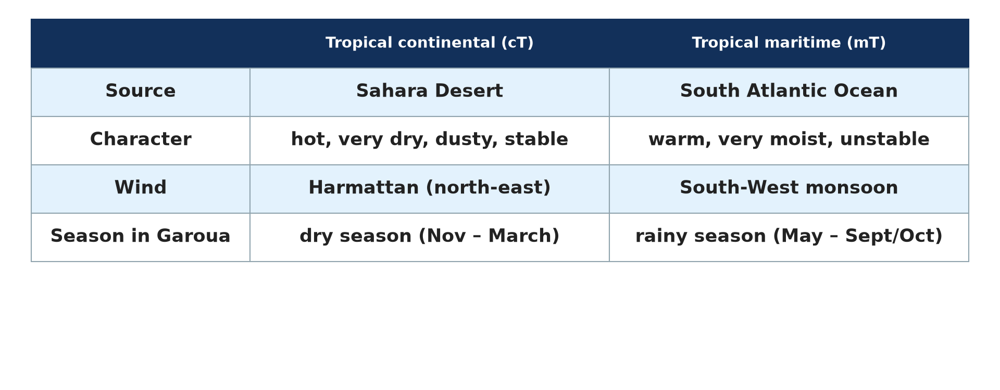 Tropical continental (cT) Tropical maritime (mT)
Source Sahara Desert South Atlantic Ocean
Character hot, very dry, dusty, stable warm, very moist, unstable
Wind Harmattan (north-east) South-West monsoon
Season in Garoua dry season (Nov – March) rainy season (May – Sept/Oct)